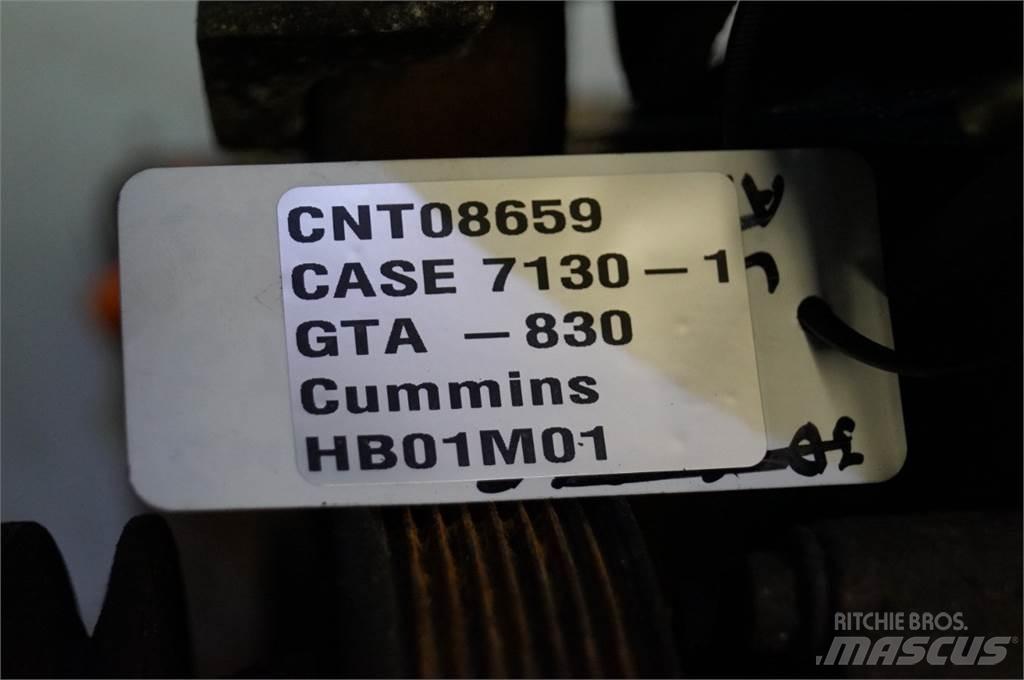 CNT08659
CASE 7130-1
GTA -830
Cummins
HB01M01
RITCHIE BROS.
MASCUS